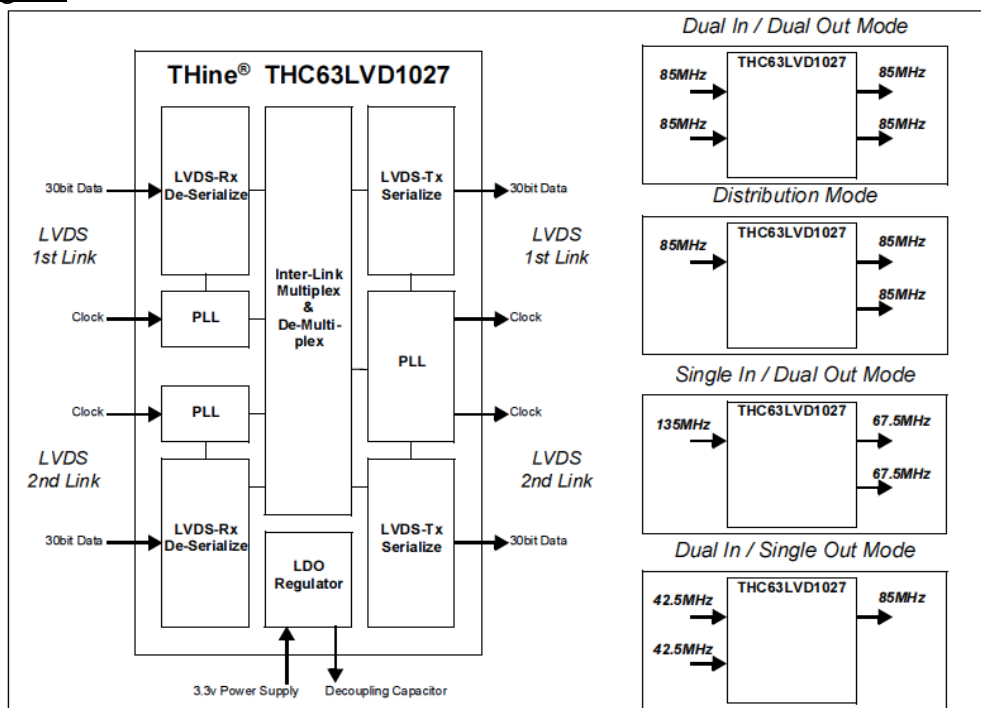 THine® THC63LVD1027
LVDS-Rx
De-Serialize
LVDS-Tx
Serialize
30bit Data
30bit Data
LVDS
1st Link
LVDS
1st Link
Inter-Link
Multiplex
&
De-Multi-
plex
Clock
PLL
Clock
PLL
Clock
PLL
Clock
LVDS
2nd Link
LVDS
2nd Link
LVDS-Rx
De-Serialize
LVDS-Tx
Serialize
30bit Data
30bit Data
LDO
Regulator
3.3v Power Supply
Decoupling Capacitor
Dual In / Dual Out Mode
THC63LVD1027
85MHz
85MHz
85MHz
85MHz
Distribution Mode
THC63LVD1027
85MHz
85MHz
85MHz
Single In / Dual Out Mode
THC63LVD1027
135MHz
67.5MHz
67.5MHz
Dual In / Single Out Mode
THC63LVD1027
42.5MHz
85MHz
42.5MHz